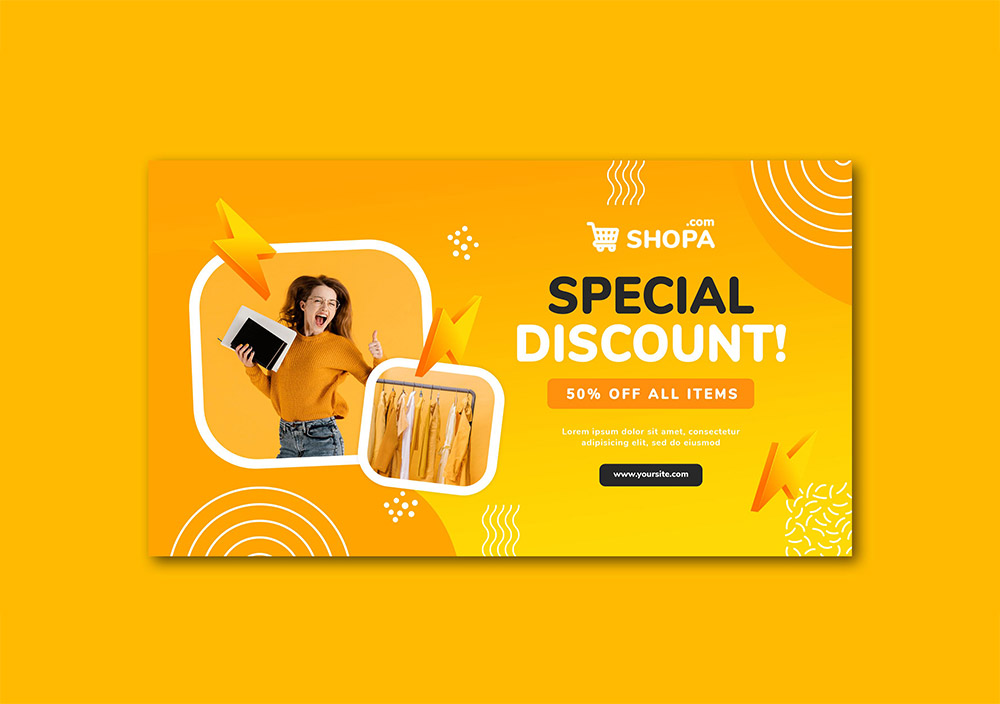 .com
SHOPA
SPECIAL
DISCOUNT!
50% OFF ALL ITEMS
Lorem ipsum dolor sit amet, consectetur
adipisicing elit, sed do eiusmod
www.yoursite.com